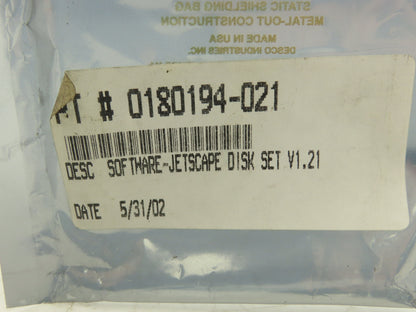 STATIC SHIELDING BAG
METAL-OUT CONSTRUCTION
MADE IN USA
DESCO INDUSTRIES INC.
PT # 0180194-021
DESC SOFTWARE-JETSCAPE DISK SET V1.21
DATE 5/31/02